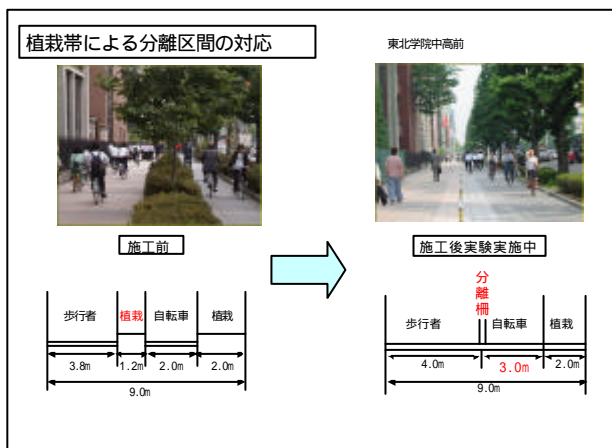 植栽帯による分離区間の対応
東北学院中高前
施工前
施工後実験実施中
歩行者
植栽
自転車
植栽
3.8m
1.2m
2.0m
2.0m
9.0m
分離柵
歩行者
自転車
植栽
4.0m
3.0m
2.0m
9.0m